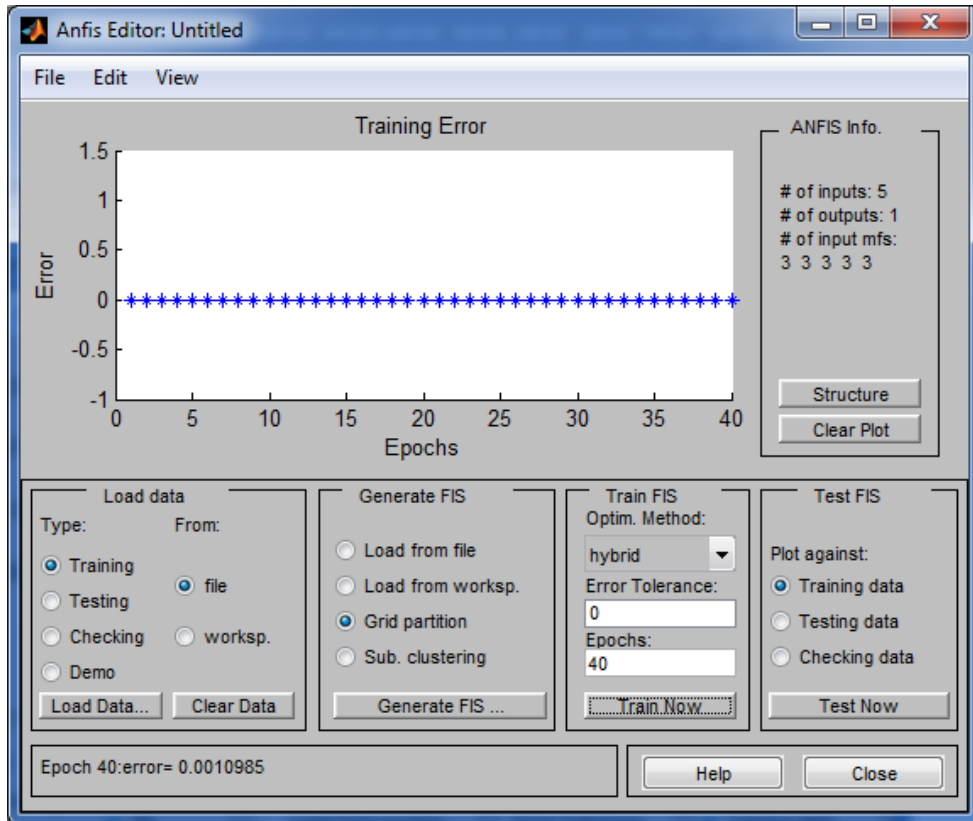 Anfis Editor: Untitled
File Edit View
Training Error
1.5
1
0.5
0
-0.5
-1
Error
0 5 10 15 20 25 30 35 40
Epochs
ANFIS Info.
# of inputs: 5
# of outputs: 1
# of input mfs:
3 3 3 3 3
Structure
Clear Plot
Load data
Type: From:
Training
file
Testing
Checking
worksp.
Demo
Load Data... Clear Data
Generate FIS
Load from file
Load from worksp.
Grid partition
Sub. clustering
Generate FIS ...
Train FIS
Optim. Method:
hybrid
Error Tolerance:
0
Epochs:
40
Train Now
Test FIS
Plot against:
Training data
Testing data
Checking data
Test Now
Epoch 40:error= 0.0010985
Help
Close